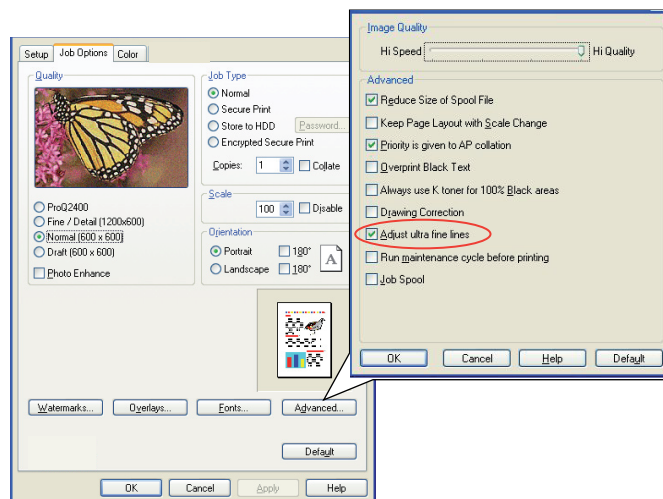 Setup Job Options Color
Quality
ProQ2400
Fine / Detail (1200x600)
Normal (600 x 600)
Draft (600 x 600)
Photo Enhance
Job Type
Normal
Secure Print
Store to HDD Password...
Encrypted Secure Print
Copies: 1 Collate
Scale
100 Disable
Orientation
Portrait 180°
Landscape 180°
A
Watermarks... Overlays... Fonts... Advanced...
Default
OK Cancel Apply Help
Image Quality
Hi Speed Hi Quality
Advanced
Reduce Size of Spool File
Keep Page Layout with Scale Change
Priority is given to AP collation
Overprint Black Text
Always use K toner for 100% Black areas
Drawing Correction
Adjust ultra fine lines
Run maintenance cycle before printing
Job Spool
OK Cancel Help Default